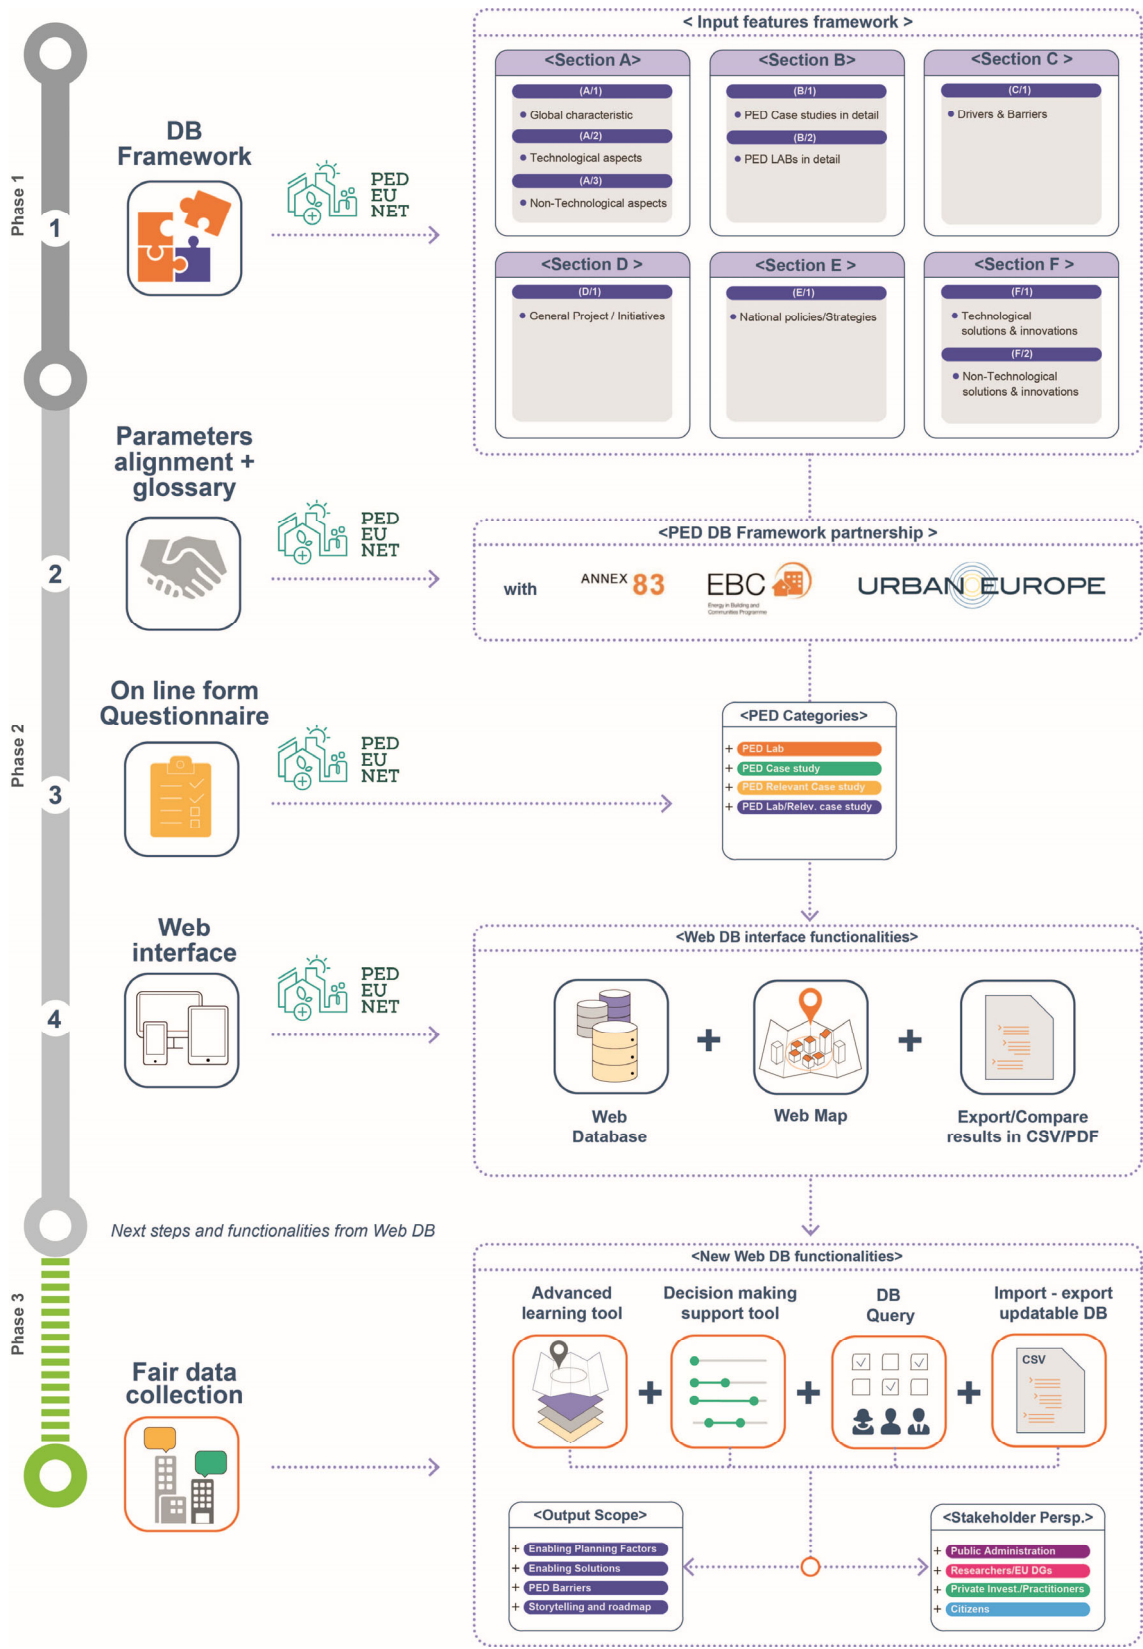 < Input features framework >
<Section A>
(A/1)
Global characteristic
(A/2)
Technological aspects
(A/3)
Non-Technological aspects
<Section B>
(B/1)
PED Case studies in detail
(B/2)
PED LABs in detail
<Section C >
(C/1)
Drivers & Barriers
<Section D >
(D/1)
General Project / Initiatives
<Section E >
(E/1)
National policies/Strategies
<Section F >
(F/1)
Technological
solutions & innovations
(F/2)
Non-Technological
solutions & innovations
Phase 1
1
DB
Framework
PED
EU
NET
Phase 2
2
Parameters
alignment +
glossary
PED
EU
NET
<PED DB Framework partnership >
with
ANNEX 83
EBC
Energy in Building and
Communities Programme
URBAN EUROPE
3
On line form
Questionnaire
PED
EU
NET
<PED Categories>
+ PED Lab
+ PED Case study
+ PED Relevant Case study
+ PED Lab/Relev. case study
4
Web
interface
PED
EU
NET
<Web DB interface functionalities>
+
+
Web
Database
Web Map
Export/Compare
results in CSV/PDF
Next steps and functionalities from Web DB
Phase 3
Fair data
collection
<New Web DB functionalities>
Advanced
learning tool
Decision making
support tool
DB
Query
Import - export
updatable DB
+
+
+
CSV
<Output Scope>
+ Enabling Planning Factors
+ Enabling Solutions
+ PED Barriers
+ Storytelling and roadmap
<Stakeholder Persp.>
+ Public Administration
+ Researchers/EU DGs
+ Private Invest./Practitioners
+ Citizens